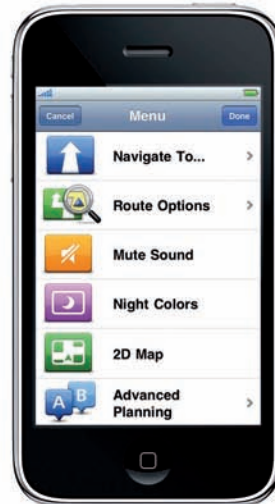 Cancel Menu Done
Navigate To...
Route Options
Mute Sound
Night Colors
2D Map
A B Advanced
Planning